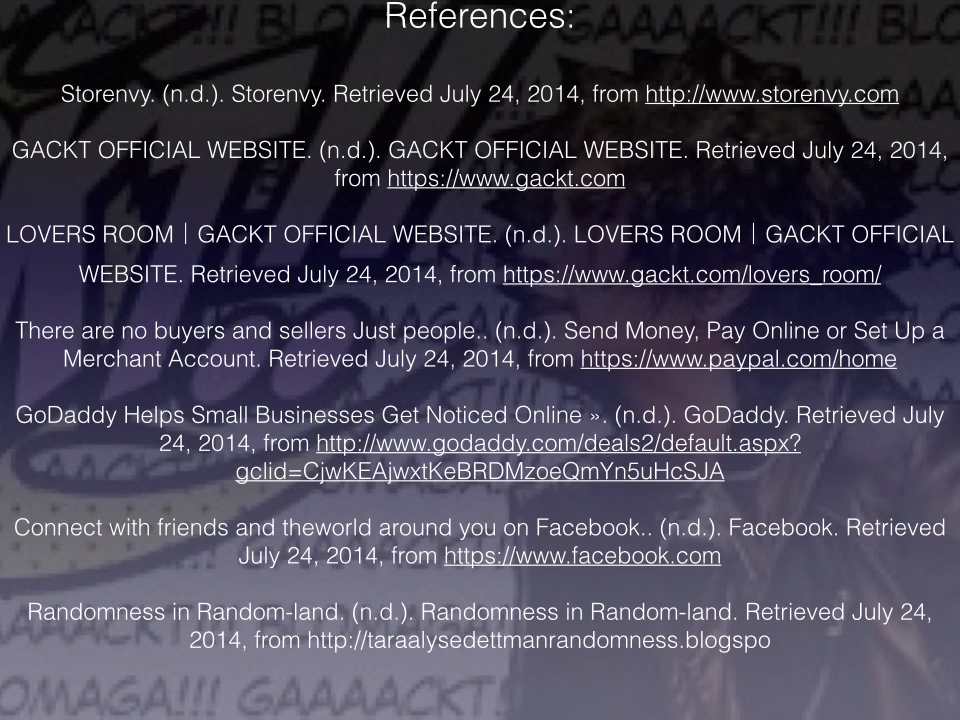 References:
Storenvy. (n.d.). Storenvy. Retrieved July 24, 2014, from http://www.storenvy.com
GACKT OFFICIAL WEBSITE. (n.d.). GACKT OFFICIAL WEBSITE. Retrieved July 24, 2014,
from https://www.gackt.com
LOVERS ROOM | GACKT OFFICIAL WEBSITE. (n.d.). LOVERS ROOM | GACKT OFFICIAL
WEBSITE. Retrieved July 24, 2014, from https://www.gackt.com/lovers_room/
There are no buyers and sellers Just people.. (n.d.). Send Money, Pay Online or Set Up a
Merchant Account. Retrieved July 24, 2014, from https://www.paypal.com/home
GoDaddy Helps Small Businesses Get Noticed Online ». (n.d.). GoDaddy. Retrieved July
24, 2014, from http://www.godaddy.com/deals2/default.aspx?
gclid=CjwKEAjwxtKeBRDMzoeQmYn5uHcSJA
Connect with friends and theworld around you on Facebook.. (n.d.). Facebook. Retrieved
July 24, 2014, from https://www.facebook.com
Randomness in Random-land. (n.d.). Randomness in Random-land. Retrieved July 24,
2014, from http://taraalysedettmanrandomness.blogspo
OMAGA!!! GAAAACKT!